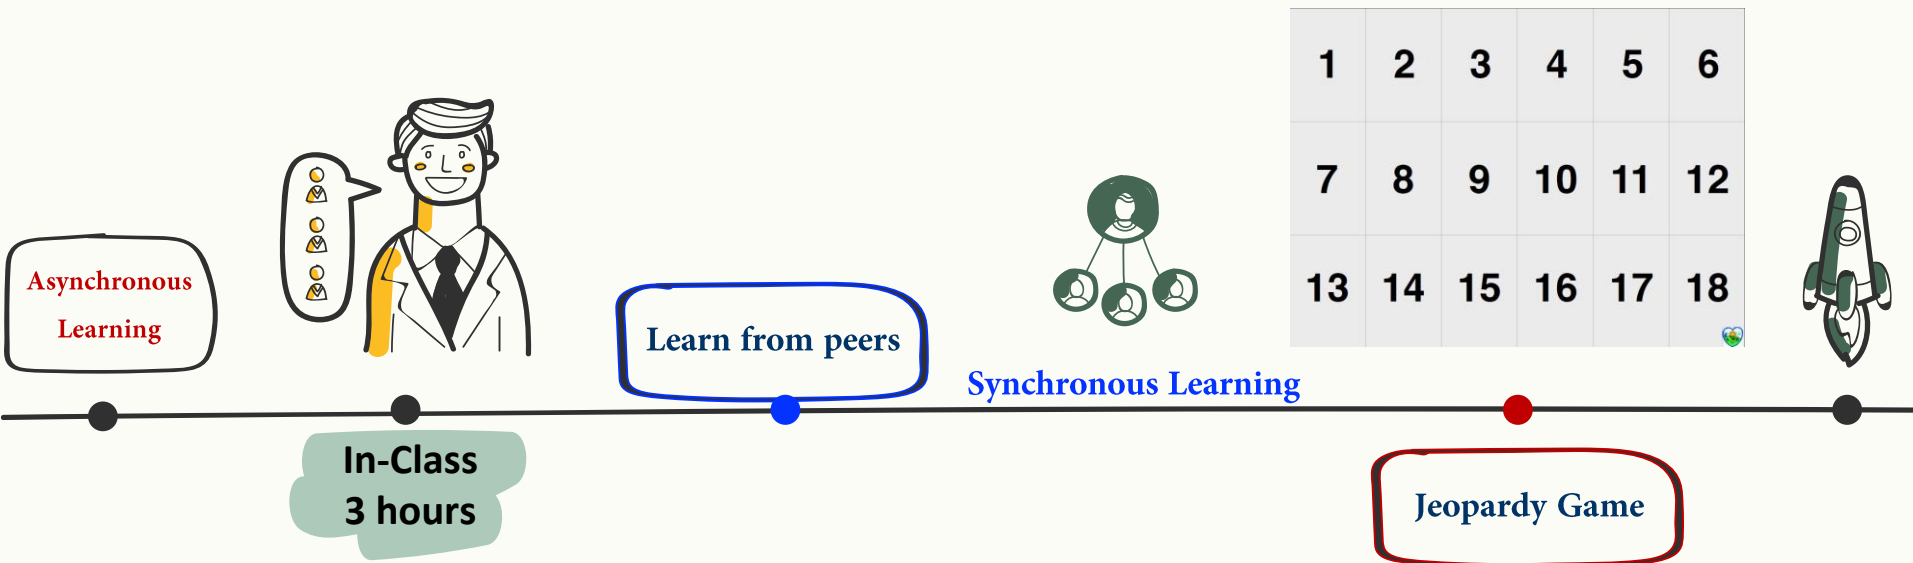 Asynchronous
Learning
In-Class
3 hours
Learn from peers
Synchronous Learning
1 2 3 4 5 6
7 8 9 10 11 12
13 14 15 16 17 18
Jeopardy Game